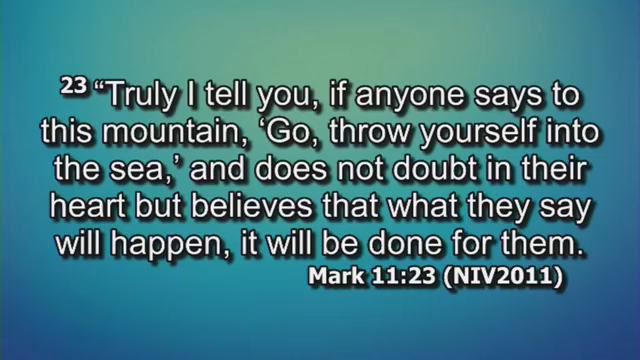 23 “Truly I tell you, if anyone says to
this mountain, ‘Go, throw yourself into
the sea,’ and does not doubt in their
heart but believes that what they say
will happen, it will be done for them.
Mark 11:23 (NIV2011)